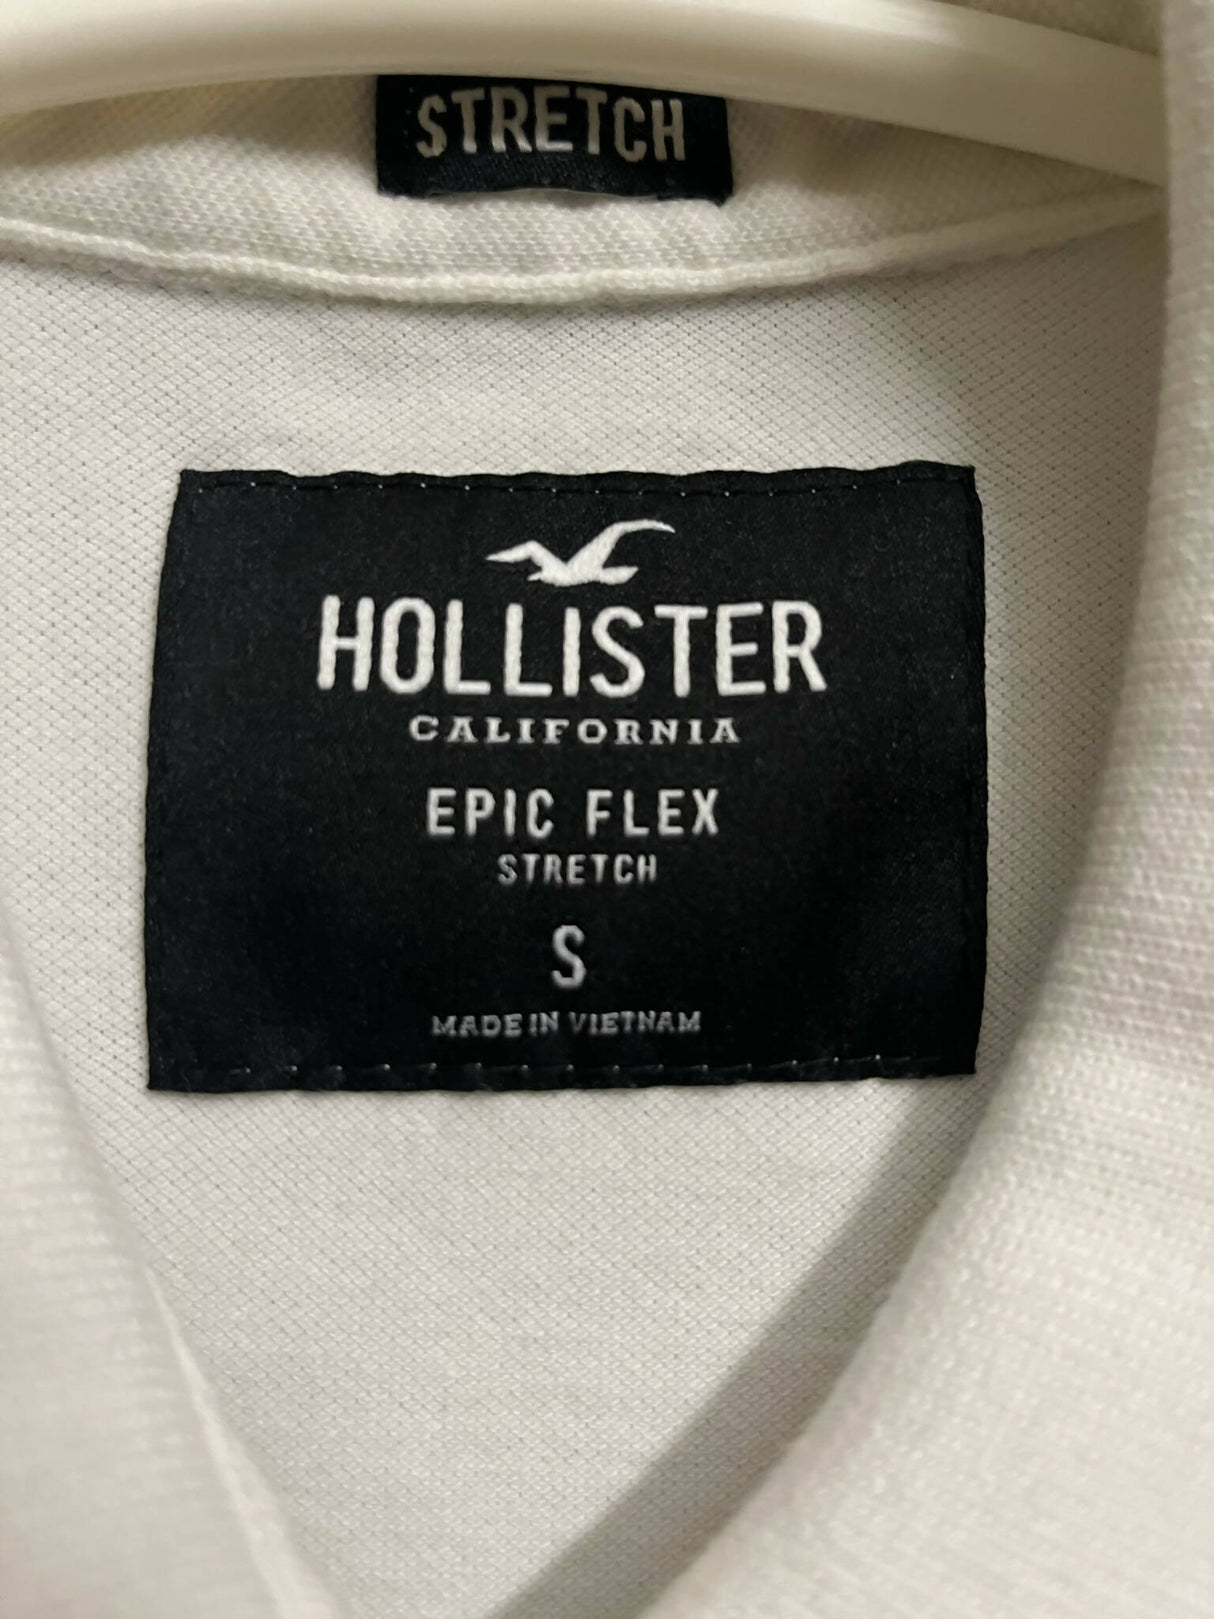 STRETCH
HOLLISTER
CALIFORNIA
EPIC FLEX
STRETCH
S
MADE IN VIETNAM